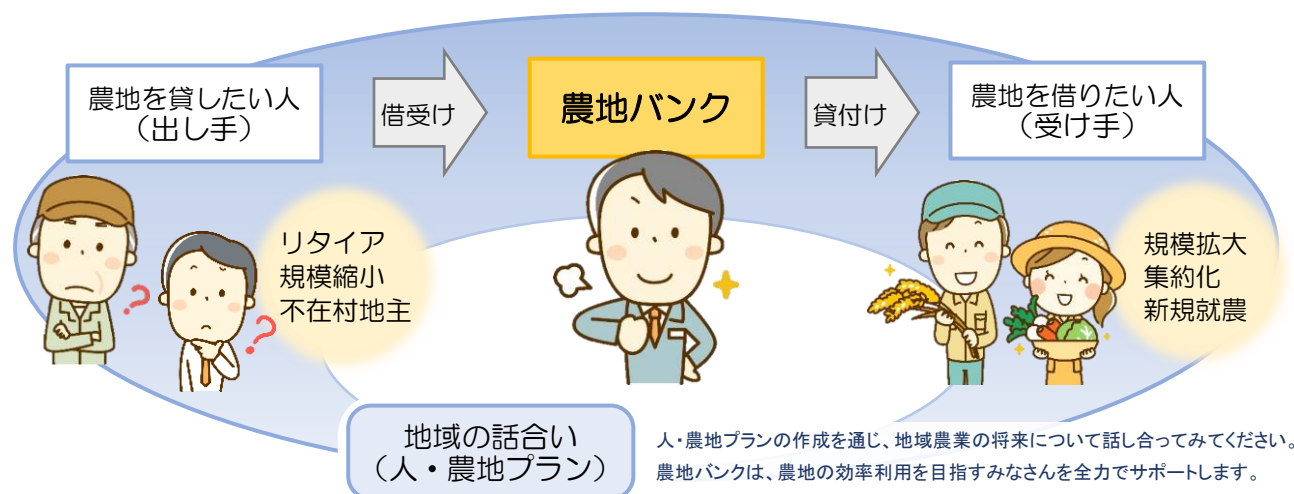 農地を貸したい人
（出し手）
借受け
農地バンク
貸付け
農地を借りたい人
（受け手）
リタイア
規模縮小
不在村地主
規模拡大
集約化
新規就農
地域の話合い
（人・農地プラン）
人・農地プランの作成を通じ、地域農業の将来について話し合ってみてください。
農地バンクは、農地の効率利用を目指すみなさんを全力でサポートします。